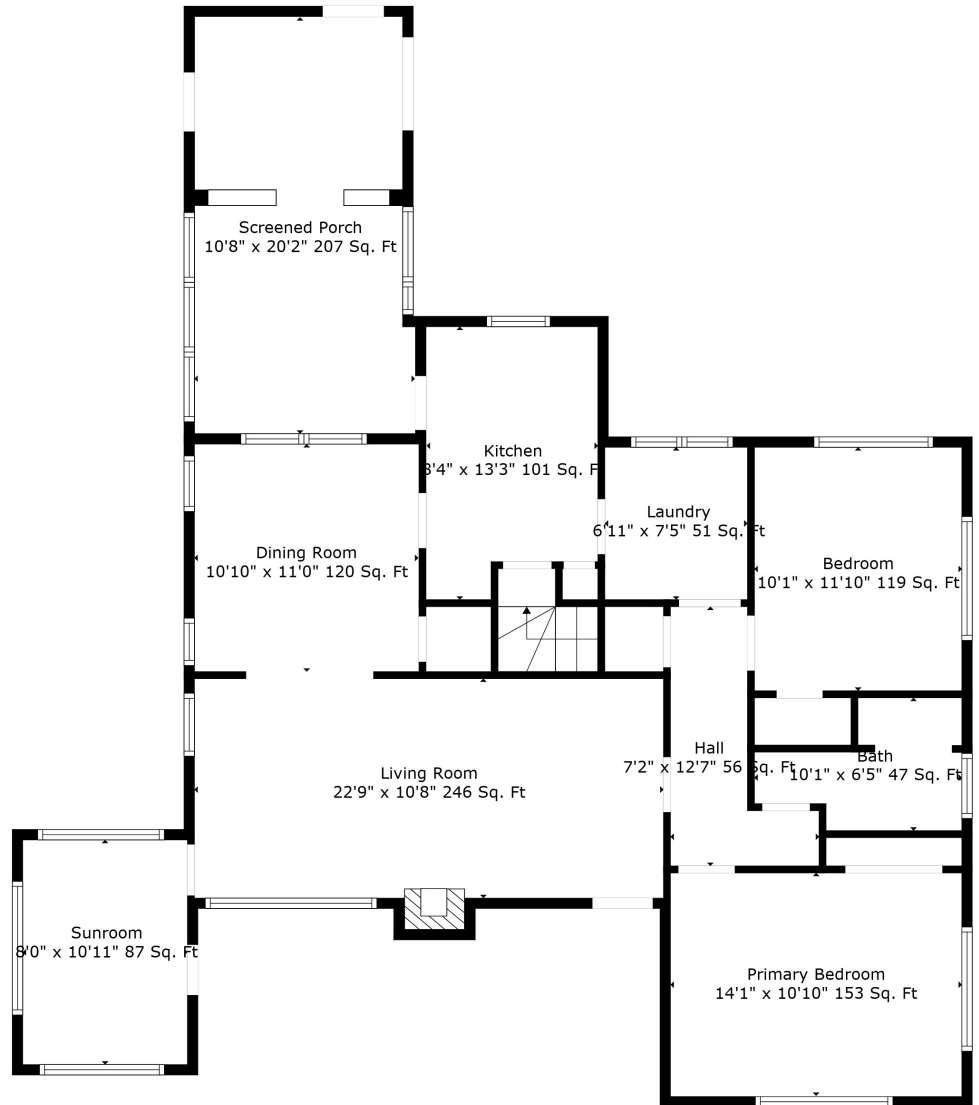 Screened Porch
10'8" x 20'2" 207 Sq. Ft
Kitchen
8'4" x 13'3" 101 Sq. F
Laundry
6'11" x 7'5" 51 Sq. Ft
Dining Room
10'10" x 11'0" 120 Sq. Ft
Bedroom
10'1" x 11'10" 119 Sq. Ft
Hall
7'2" x 12'7" 56 Sq. Ft
Bath
10'1" x 6'5" 47 Sq. Ft
Living Room
22'9" x 10'8" 246 Sq. Ft
Sunroom
8'0" x 10'11" 87 Sq. Ft
Primary Bedroom
14'1" x 10'10" 153 Sq. Ft